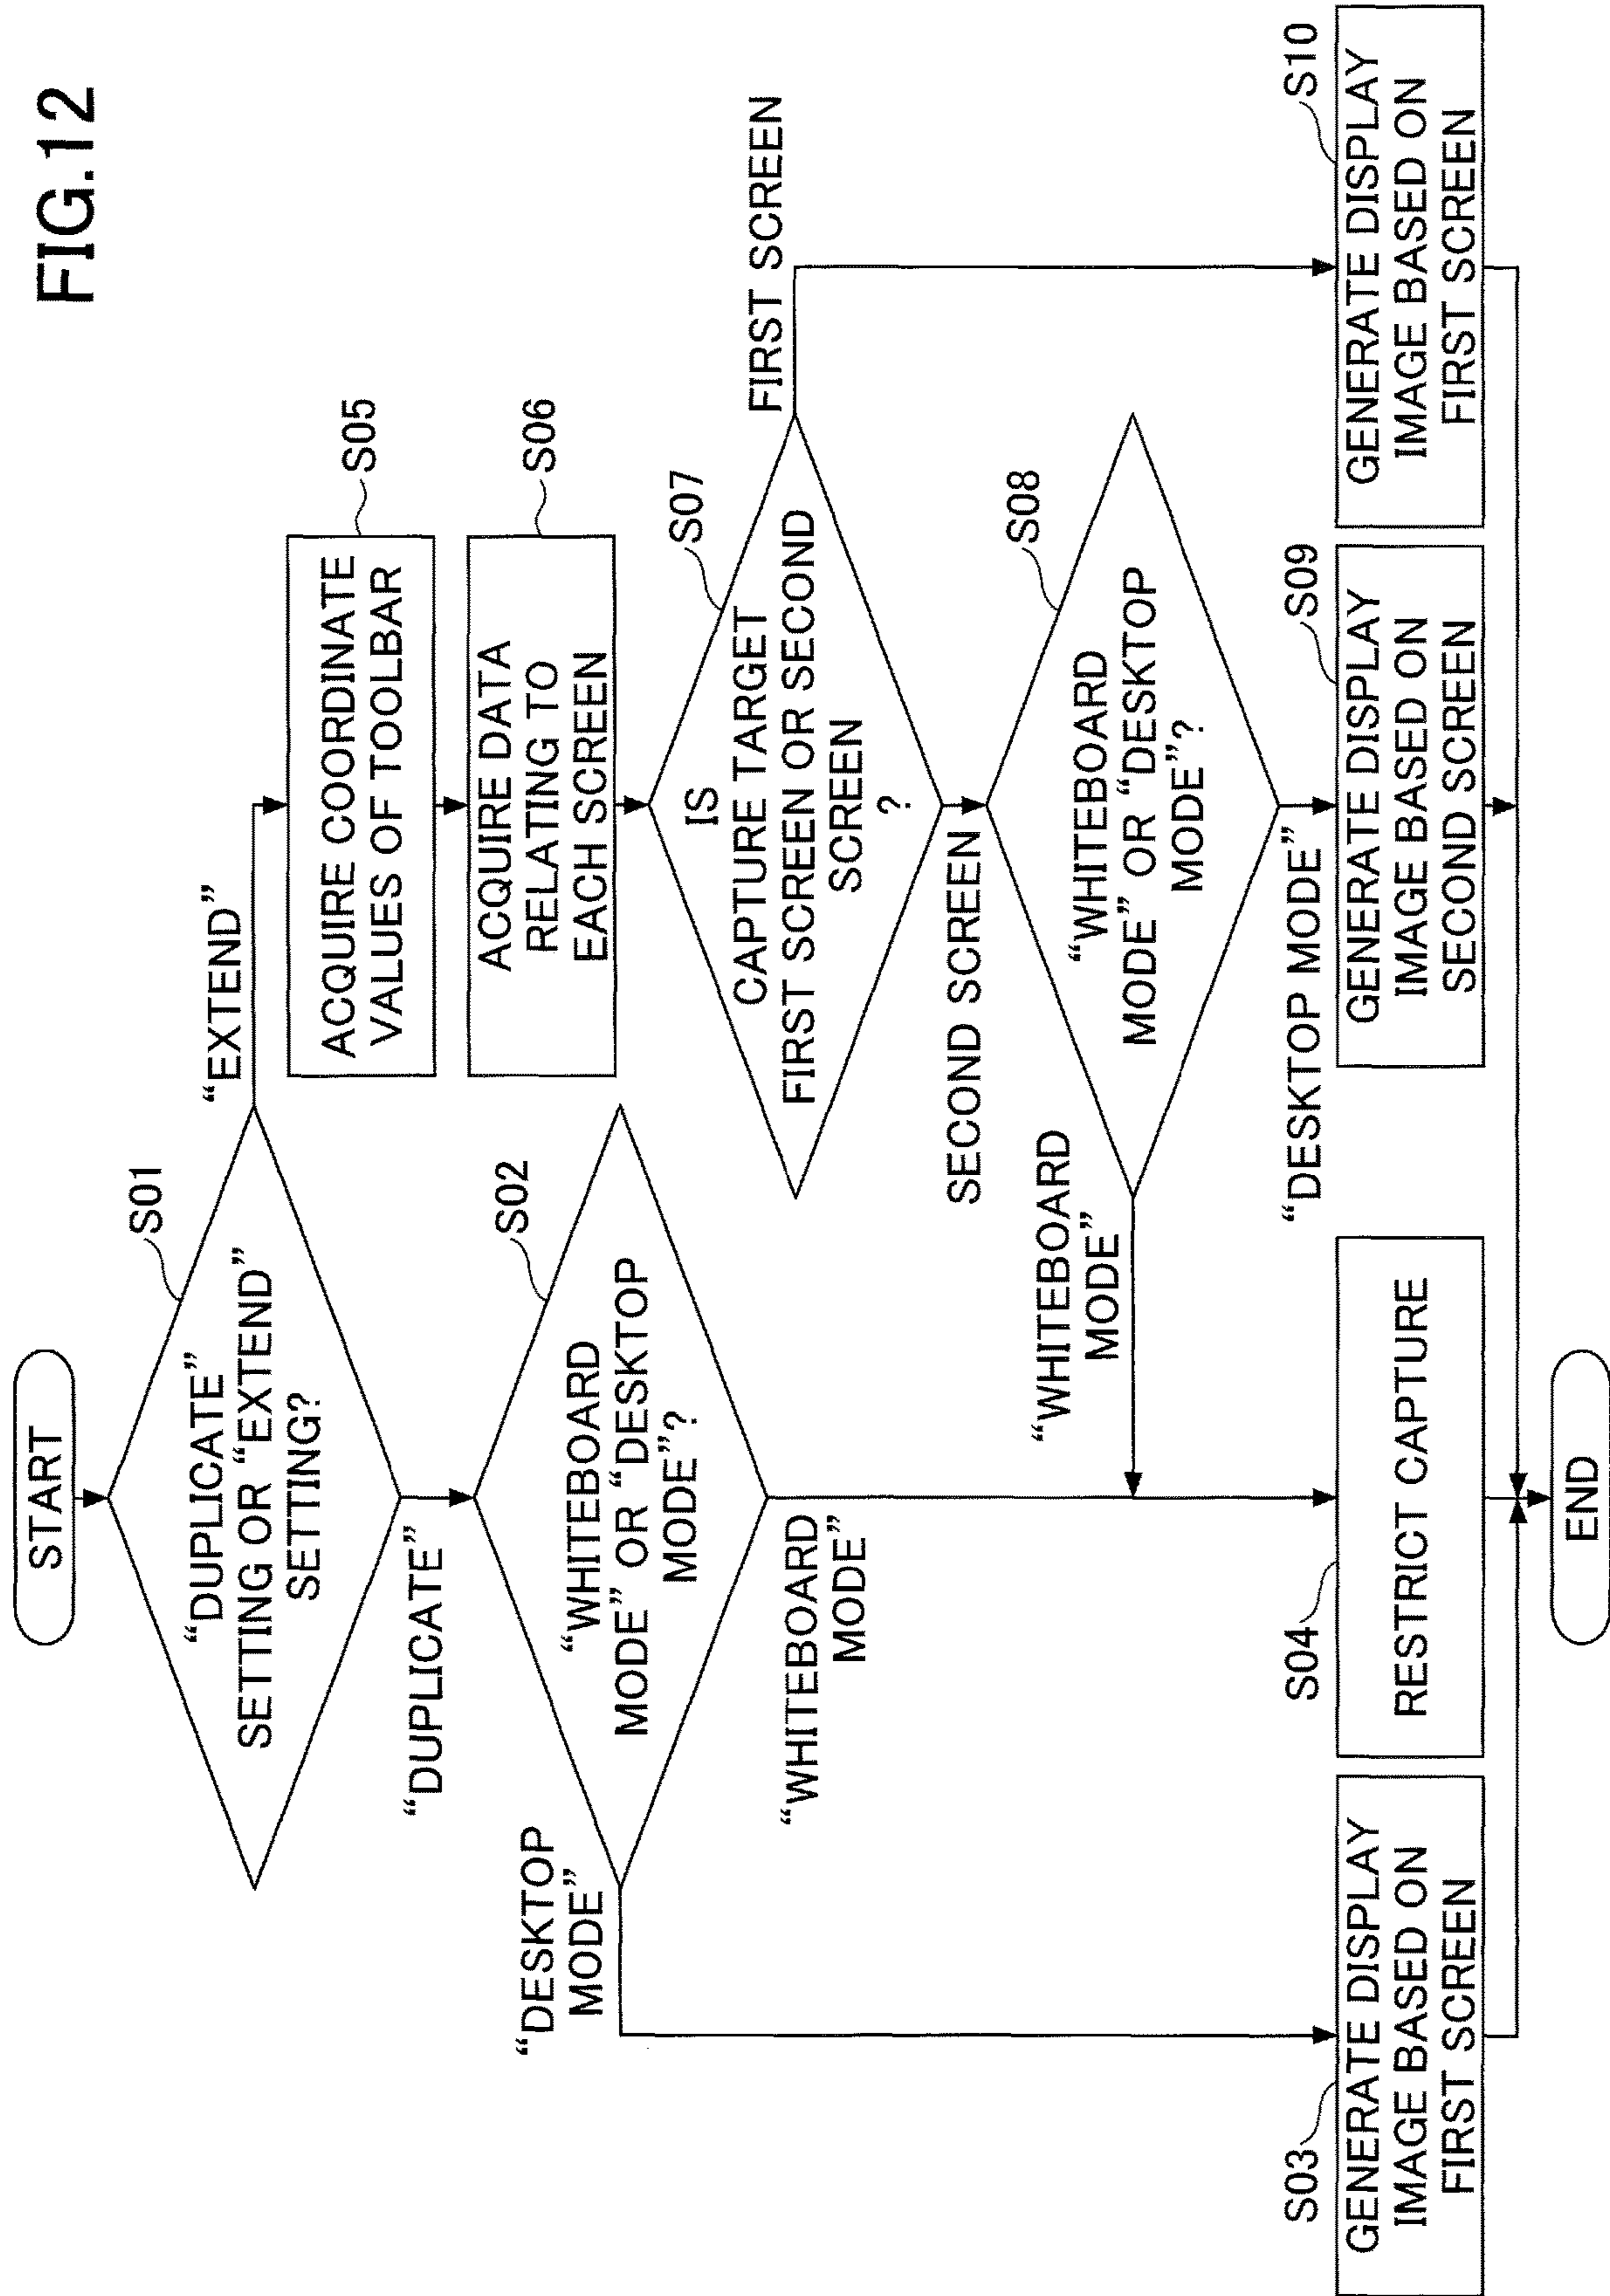 FIG.12
START
S01
“DUPLICATE”
SETTING OR “EXTEND”
SETTING?
“EXTEND”
“DUPLICATE”
S02
“WHITEBOARD
MODE” OR “DESKTOP
MODE”?
“DESKTOP
MODE”
“WHITEBOARD
MODE”
S05
ACQUIRE COORDINATE
VALUES OF TOOLBAR
S06
ACQUIRE DATA
RELATING TO
EACH SCREEN
S07
IS
CAPTURE TARGET
FIRST SCREEN OR SECOND
SCREEN
?
FIRST SCREEN
SECOND SCREEN
S08
“WHITEBOARD
MODE” OR “DESKTOP
MODE”?
“WHITEBOARD
MODE”
“DESKTOP MODE”
S03
GENERATE DISPLAY
IMAGE BASED ON
FIRST SCREEN
S04
RESTRICT CAPTURE
S09
GENERATE DISPLAY
IMAGE BASED ON
SECOND SCREEN
S10
GENERATE DISPLAY
IMAGE BASED ON
FIRST SCREEN
END